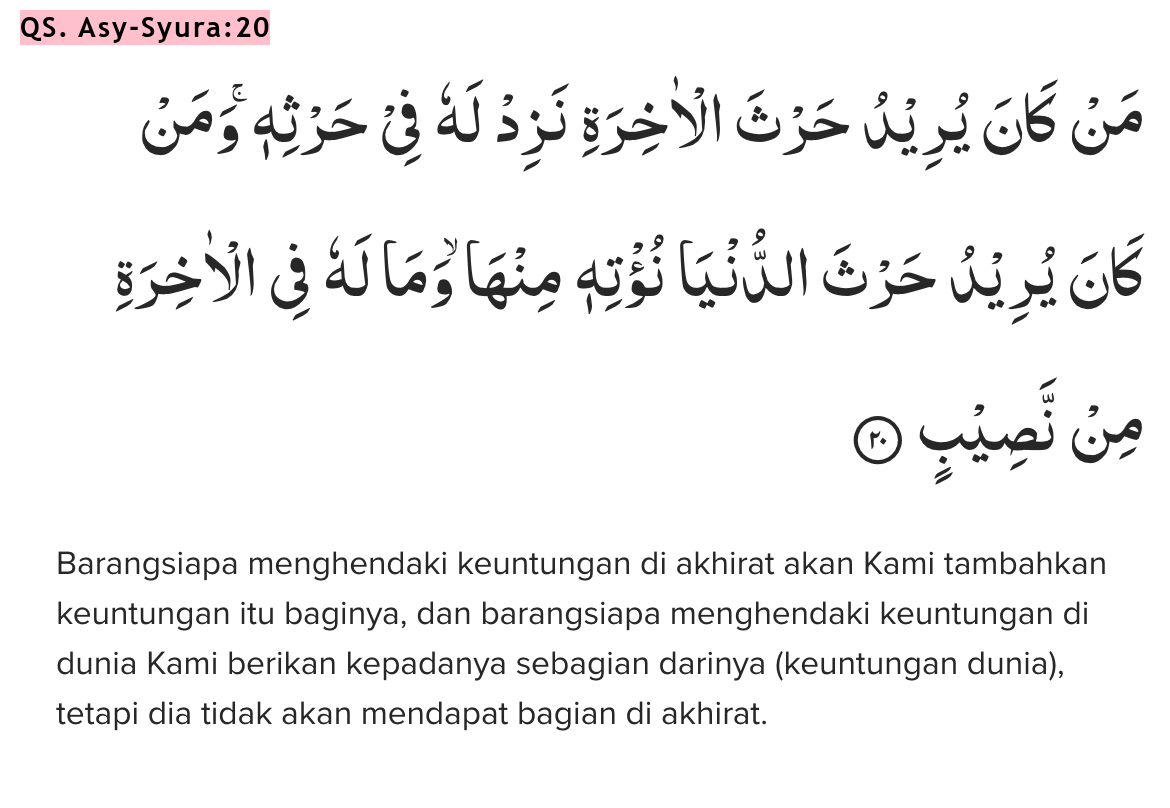 QS. Asy-Syura:20
مَنْ كَانَ يُرِيْدُ حَرْثَ الْاٰخِرَةِ نَزِدْ لَهٗ فِيْ حَرْثِهٖۚ وَمَنْ
كَانَ يُرِيْدُ حَرْثَ الدُّنْيَا نُؤْتِهٖ مِنْهَاۙ وَمَا لَهٗ فِى الْاٰخِرَةِ
مِنْ نَّصِيْبٍ ٢٠
Barangsiapa menghendaki keuntungan di akhirat akan Kami tambahkan
keuntungan itu baginya, dan barangsiapa menghendaki keuntungan di
dunia Kami berikan kepadanya sebagian darinya (keuntungan dunia),
tetapi dia tidak akan mendapat bagian di akhirat.